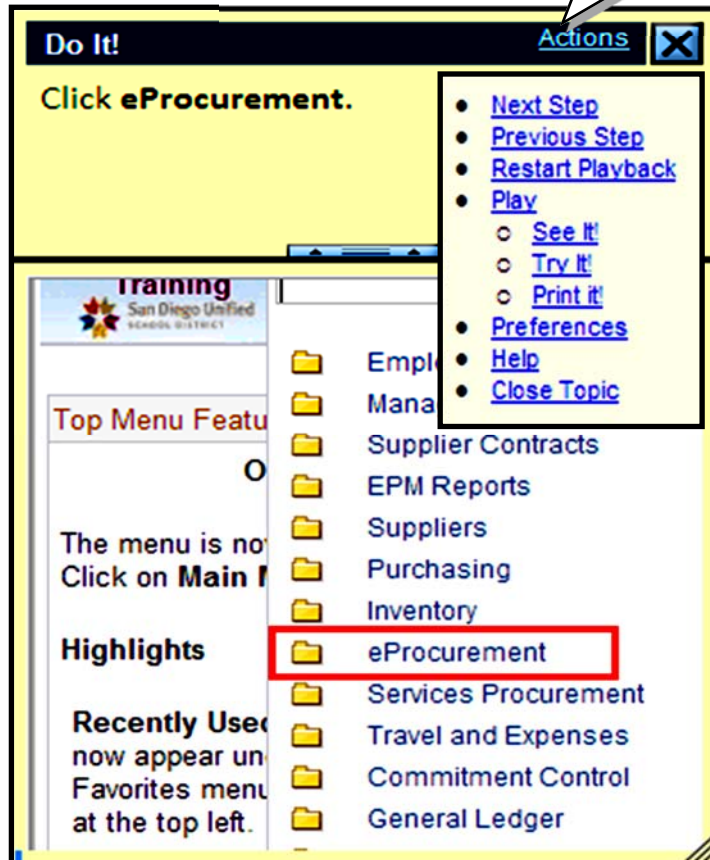 Do It!
Actions
Click eProcurement.
Next Step
Previous Step
Restart Playback
Play
See It!
Try It!
Print it!
Preferences
Help
Close Topic
Training
San Diego Unified
SCHOOL DISTRICT
Top Menu Featu
O
The menu is no
Click on Main
Highlights
Recently Used
now appear un
Favorites menu
at the top left.
Empl
Mana
Supplier Contracts
EPM Reports
Suppliers
Purchasing
Inventory
eProcurement
Services Procurement
Travel and Expenses
Commitment Control
General Ledger